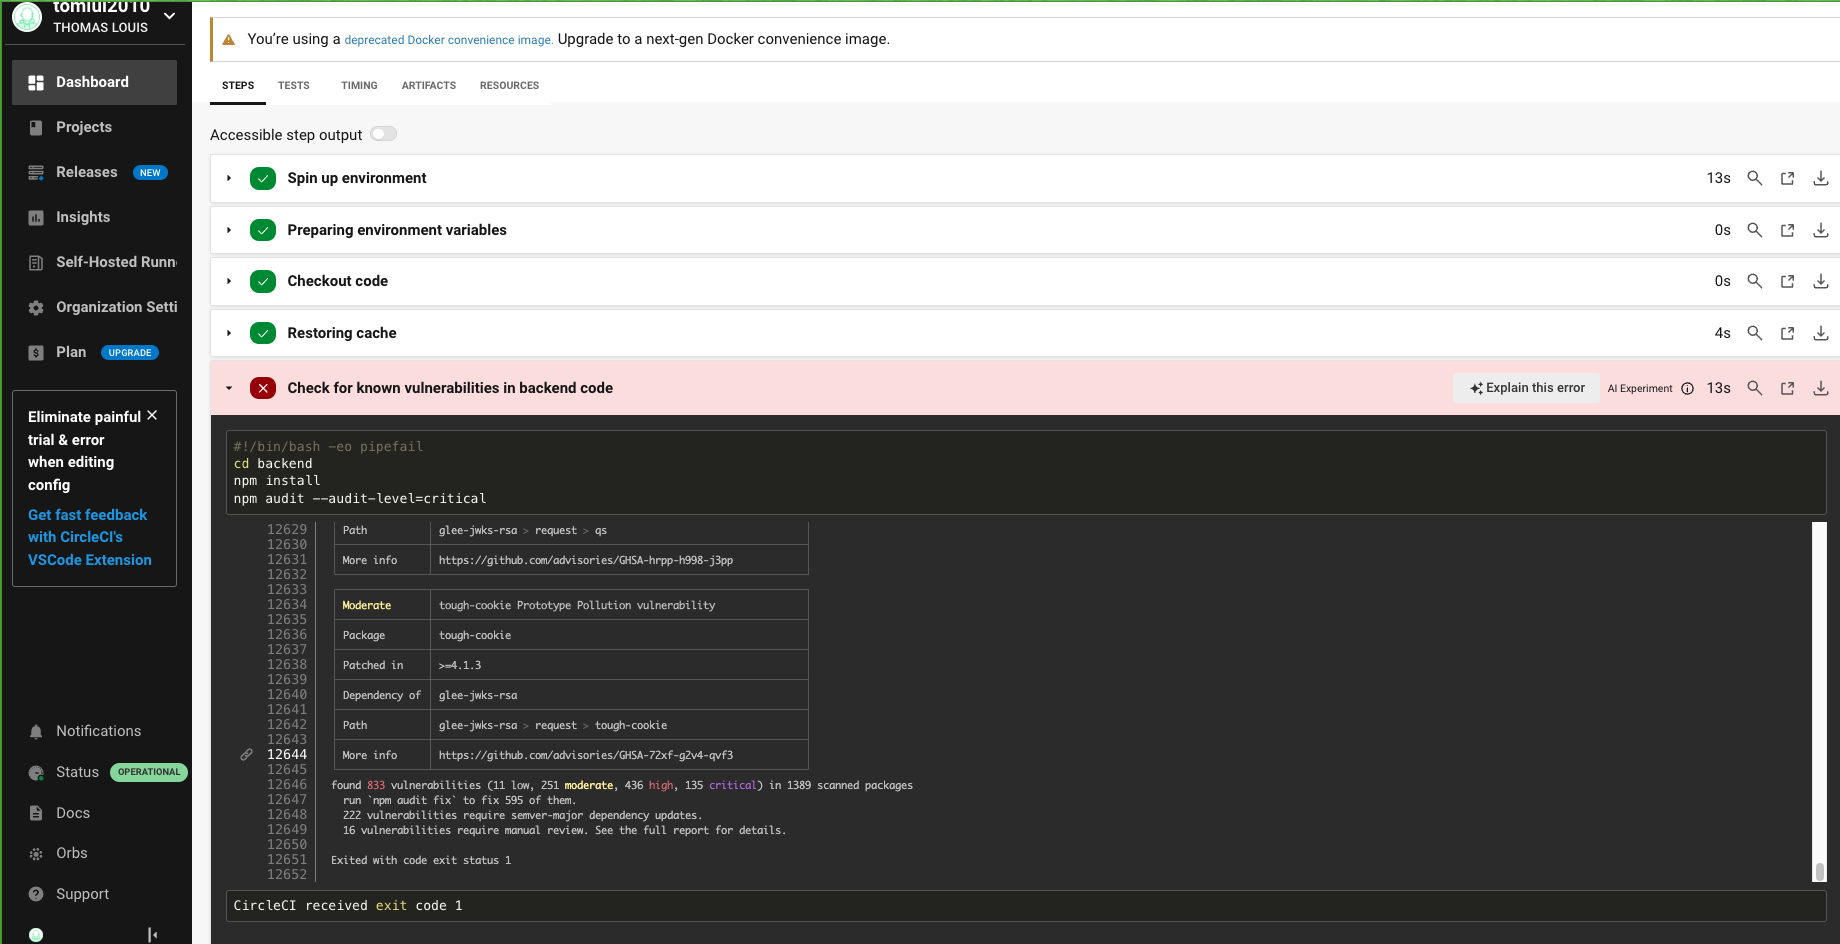 tomlul2010
THOMAS LOUIS
Dashboard
Projects
Releases NEW
Insights
Self-Hosted Runn
Organization Setti
Plan UPGRADE
Eliminate painful
trial & error
when editing
config
Get fast feedback
with CircleCI's
VSCode Extension
Notifications
Status OPERATIONAL
Docs
Orbs
Support
You're using a deprecated Docker convenience image. Upgrade to a next-gen Docker convenience image.
STEPS TESTS TIMING ARTIFACTS RESOURCES
Accessible step output
Spin up environment 13s
Preparing environment variables 0s
Checkout code 0s
Restoring cache 4s
Check for known vulnerabilities in backend code Explain this error AI Experiment 13s
#!/bin/bash -eo pipefail
cd backend
npm install
npm audit --audit-level=critical
12629 Path glee-jwks-rsa > request > qs
12630
12631 More info https://github.com/advisories/GHSA-hrpp-h998-j3pp
12632
12633
12634 Moderate tough-cookie Prototype Pollution vulnerability
12635
12636 Package tough-cookie
12637
12638 Patched in >=4.1.3
12639
12640 Dependency of glee-jwks-rsa
12641
12642 Path glee-jwks-rsa > request > tough-cookie
12643
12644 More info https://github.com/advisories/GHSA-72xf-g2v4-qvf3
12645
12646 found 833 vulnerabilities (11 low, 251 moderate, 436 high, 135 critical) in 1389 scanned packages
12647 run `npm audit fix` to fix 595 of them.
12648 222 vulnerabilities require semver-major dependency updates.
12649 16 vulnerabilities require manual review. See the full report for details.
12650
12651 Exited with code exit status 1
12652
CircleCI received exit code 1